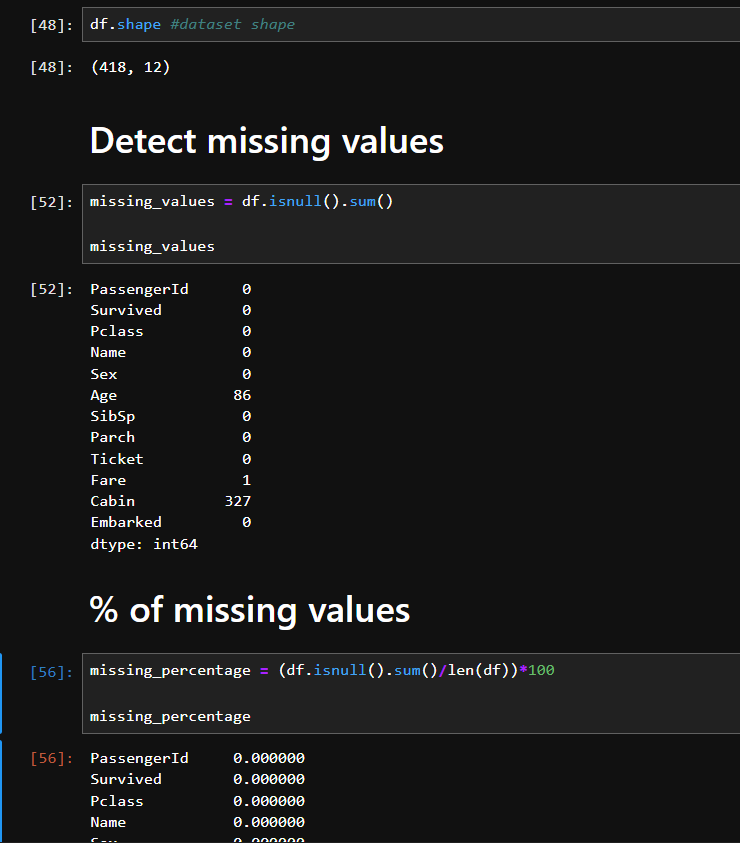 [48]: df.shape #dataset shape
[48]: (418, 12)
Detect missing values
[52]: missing_values = df.isnull().sum()
missing_values
[52]: PassengerId 0
Survived 0
Pclass 0
Name 0
Sex 0
Age 86
SibSp 0
Parch 0
Ticket 0
Fare 1
Cabin 327
Embarked 0
dtype: int64
% of missing values
[56]: missing_percentage = (df.isnull().sum()/len(df))*100
missing_percentage
[56]: PassengerId 0.000000
Survived 0.000000
Pclass 0.000000
Name 0.000000